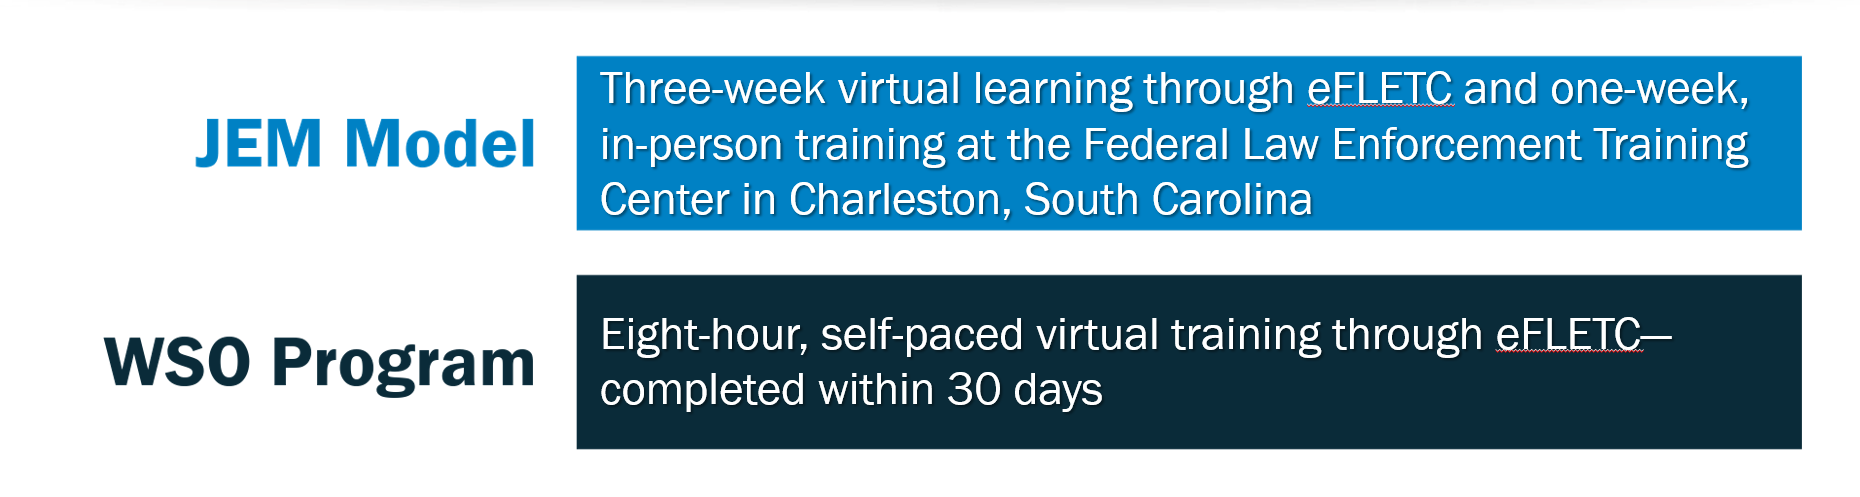 JEM Model
Three-week virtual learning through eFLETC and one-week,
in-person training at the Federal Law Enforcement Training
Center in Charleston, South Carolina
WSO Program
Eight-hour, self-paced virtual training through eFLETC—
completed within 30 days